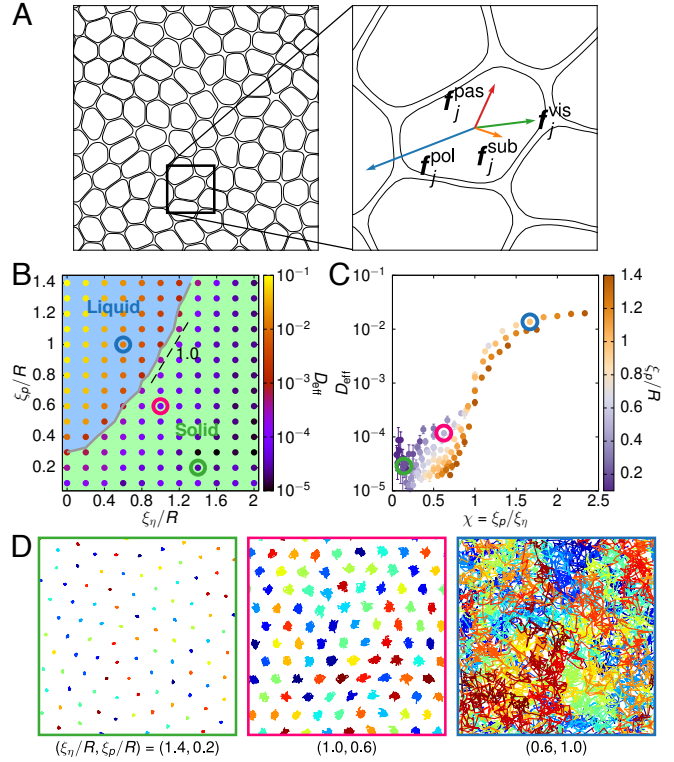 A
f_j^pas
f_j^vis
f_j^sub
f_j^pol
B
1.4
1.2
1
0.8
0.6
0.4
0.2
ξ_p/R
Liquid
Solid
1.0
0 0.4 0.8 1.2 1.6 2
ξ_η/R
10^−1
10^−2
10^−3
10^−4
10^−5
D_eff
C
10^−1
10^−2
10^−3
10^−4
10^−5
D_eff
0 0.5 1 1.5 2
χ = ξ_p/ξ_η
1.4
1.2
1.0
0.8
0.6
0.4
0.2
ξ_p/R
D
(ξ_η/R, ξ_p/R) = (1.4, 0.2)
(1.0, 0.6)
(0.6, 1.0)